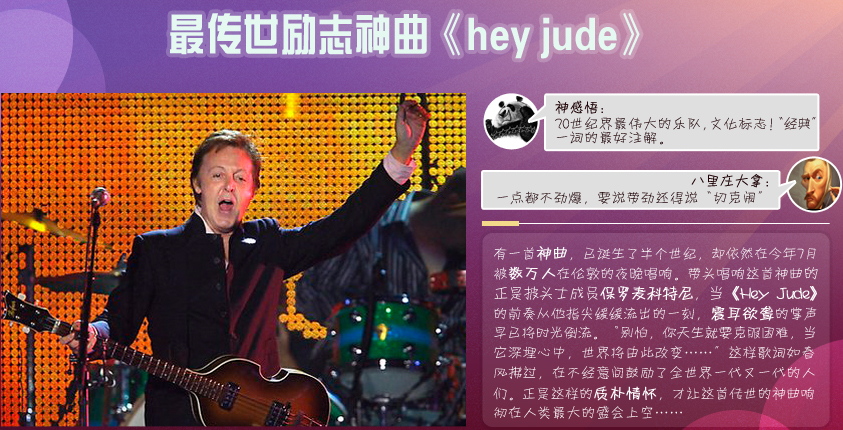 最传世励志神曲《hey jude》
神感悟：
20世纪界最伟大的乐队，文化标志！“经典”
一词的最好注解。
八里庄大拿：
一点都不劲爆，要说带劲还得说“切克闹”
有一首神曲，已诞生了半个世纪，却依然在今年7月
被数万人在伦敦的夜晚唱响。带头唱响这首神曲的
正是披头士成员保罗麦科特尼，当《Hey Jude》
的前奏从他指尖缓缓流出的一刻，震耳欲聋的掌声
早已将时光倒流。“别怕，你天生就要克服困难，当
它深埋心中，世界将由此改变……”这样歌词如春
风拂过，在不经意间鼓励了全世界一代又一代的人
们。正是这样的质朴情怀，才让这首传世的神曲响
彻在人类最大的盛会上空……